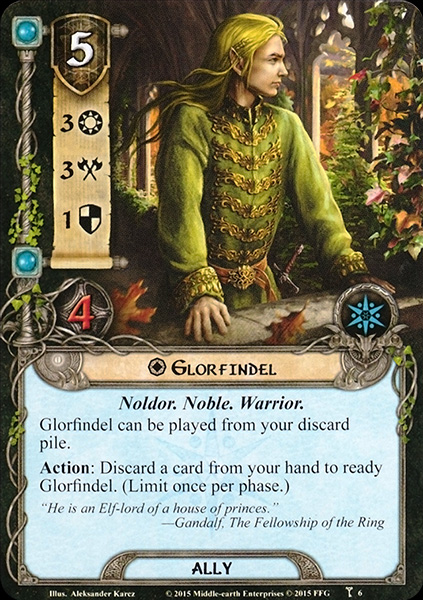 5
3
3
1
4
Glorfindel
Noldor. Noble. Warrior.
Glorfindel can be played from your discard
pile.
Action: Discard a card from your hand to ready
Glorfindel. (Limit once per phase.)
"He is an Elf-lord of a house of princes."
—Gandalf, The Fellowship of the Ring
ALLY
Illus. Aleksander Karcz © 2015 Middle-earth Enterprises © 2015 FFG 6